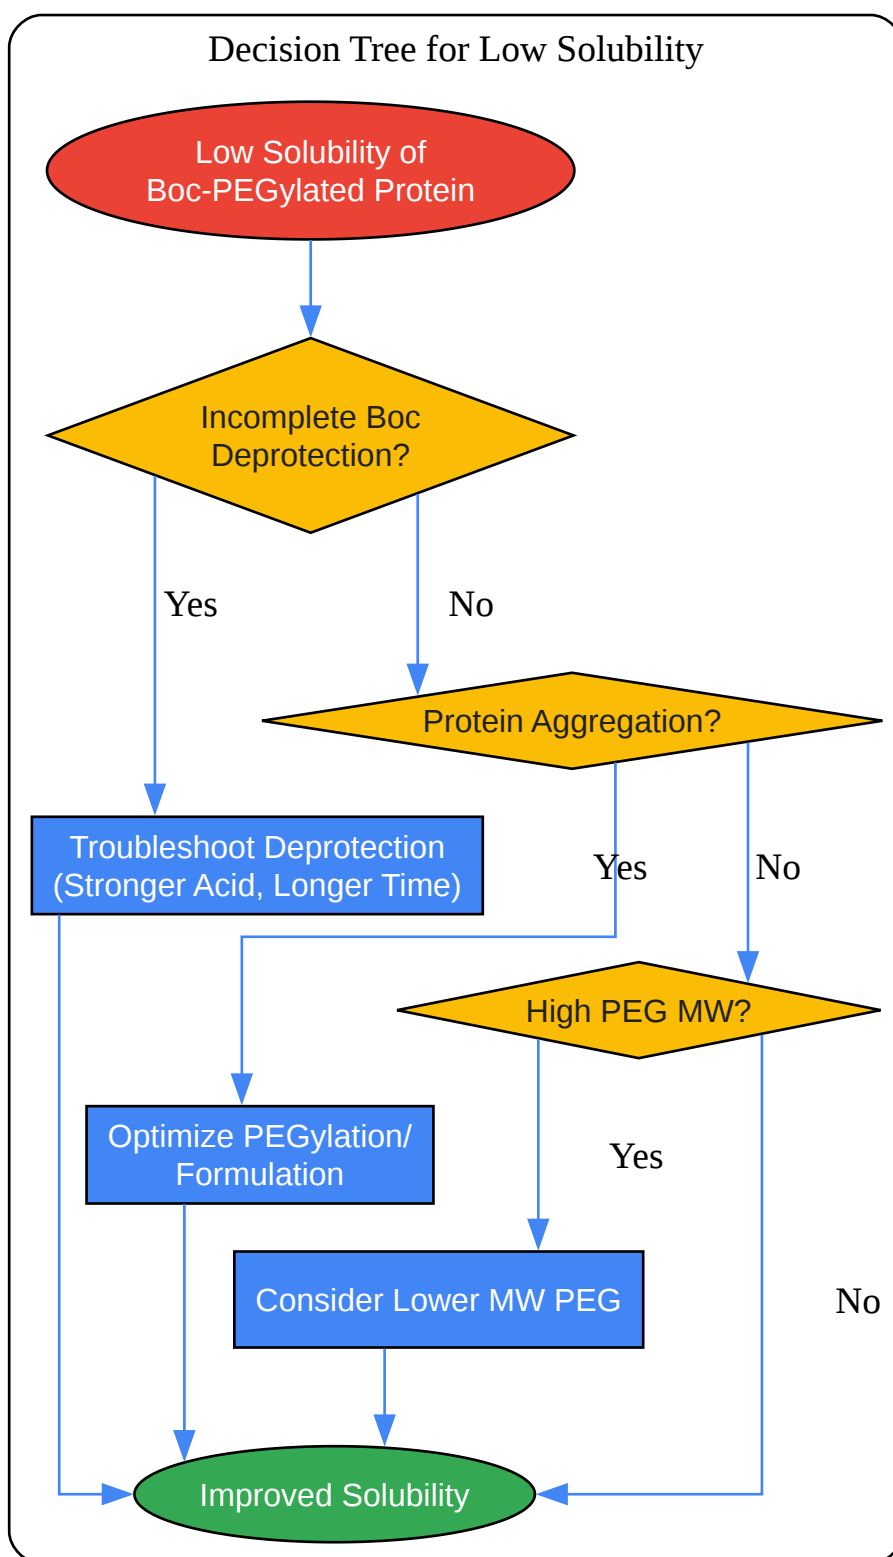 Decision Tree for Low Solubility
Low Solubility of
Boc-PEGylated Protein
Incomplete Boc
Deprotection?
Yes
No
Protein Aggregation?
Troubleshoot Deprotection
(Stronger Acid, Longer Time)
Yes
No
High PEG MW?
Optimize PEGylation/
Formulation
Yes
Consider Lower MW PEG
No
Improved Solubility